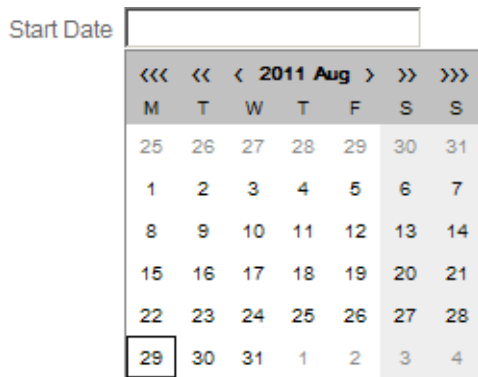 Start Date
‹‹‹ ‹‹ ‹ 2011 Aug › ›› ›››
M T W T F S S
25 26 27 28 29 30 31
1 2 3 4 5 6 7
8 9 10 11 12 13 14
15 16 17 18 19 20 21
22 23 24 25 26 27 28
29 30 31 1 2 3 4